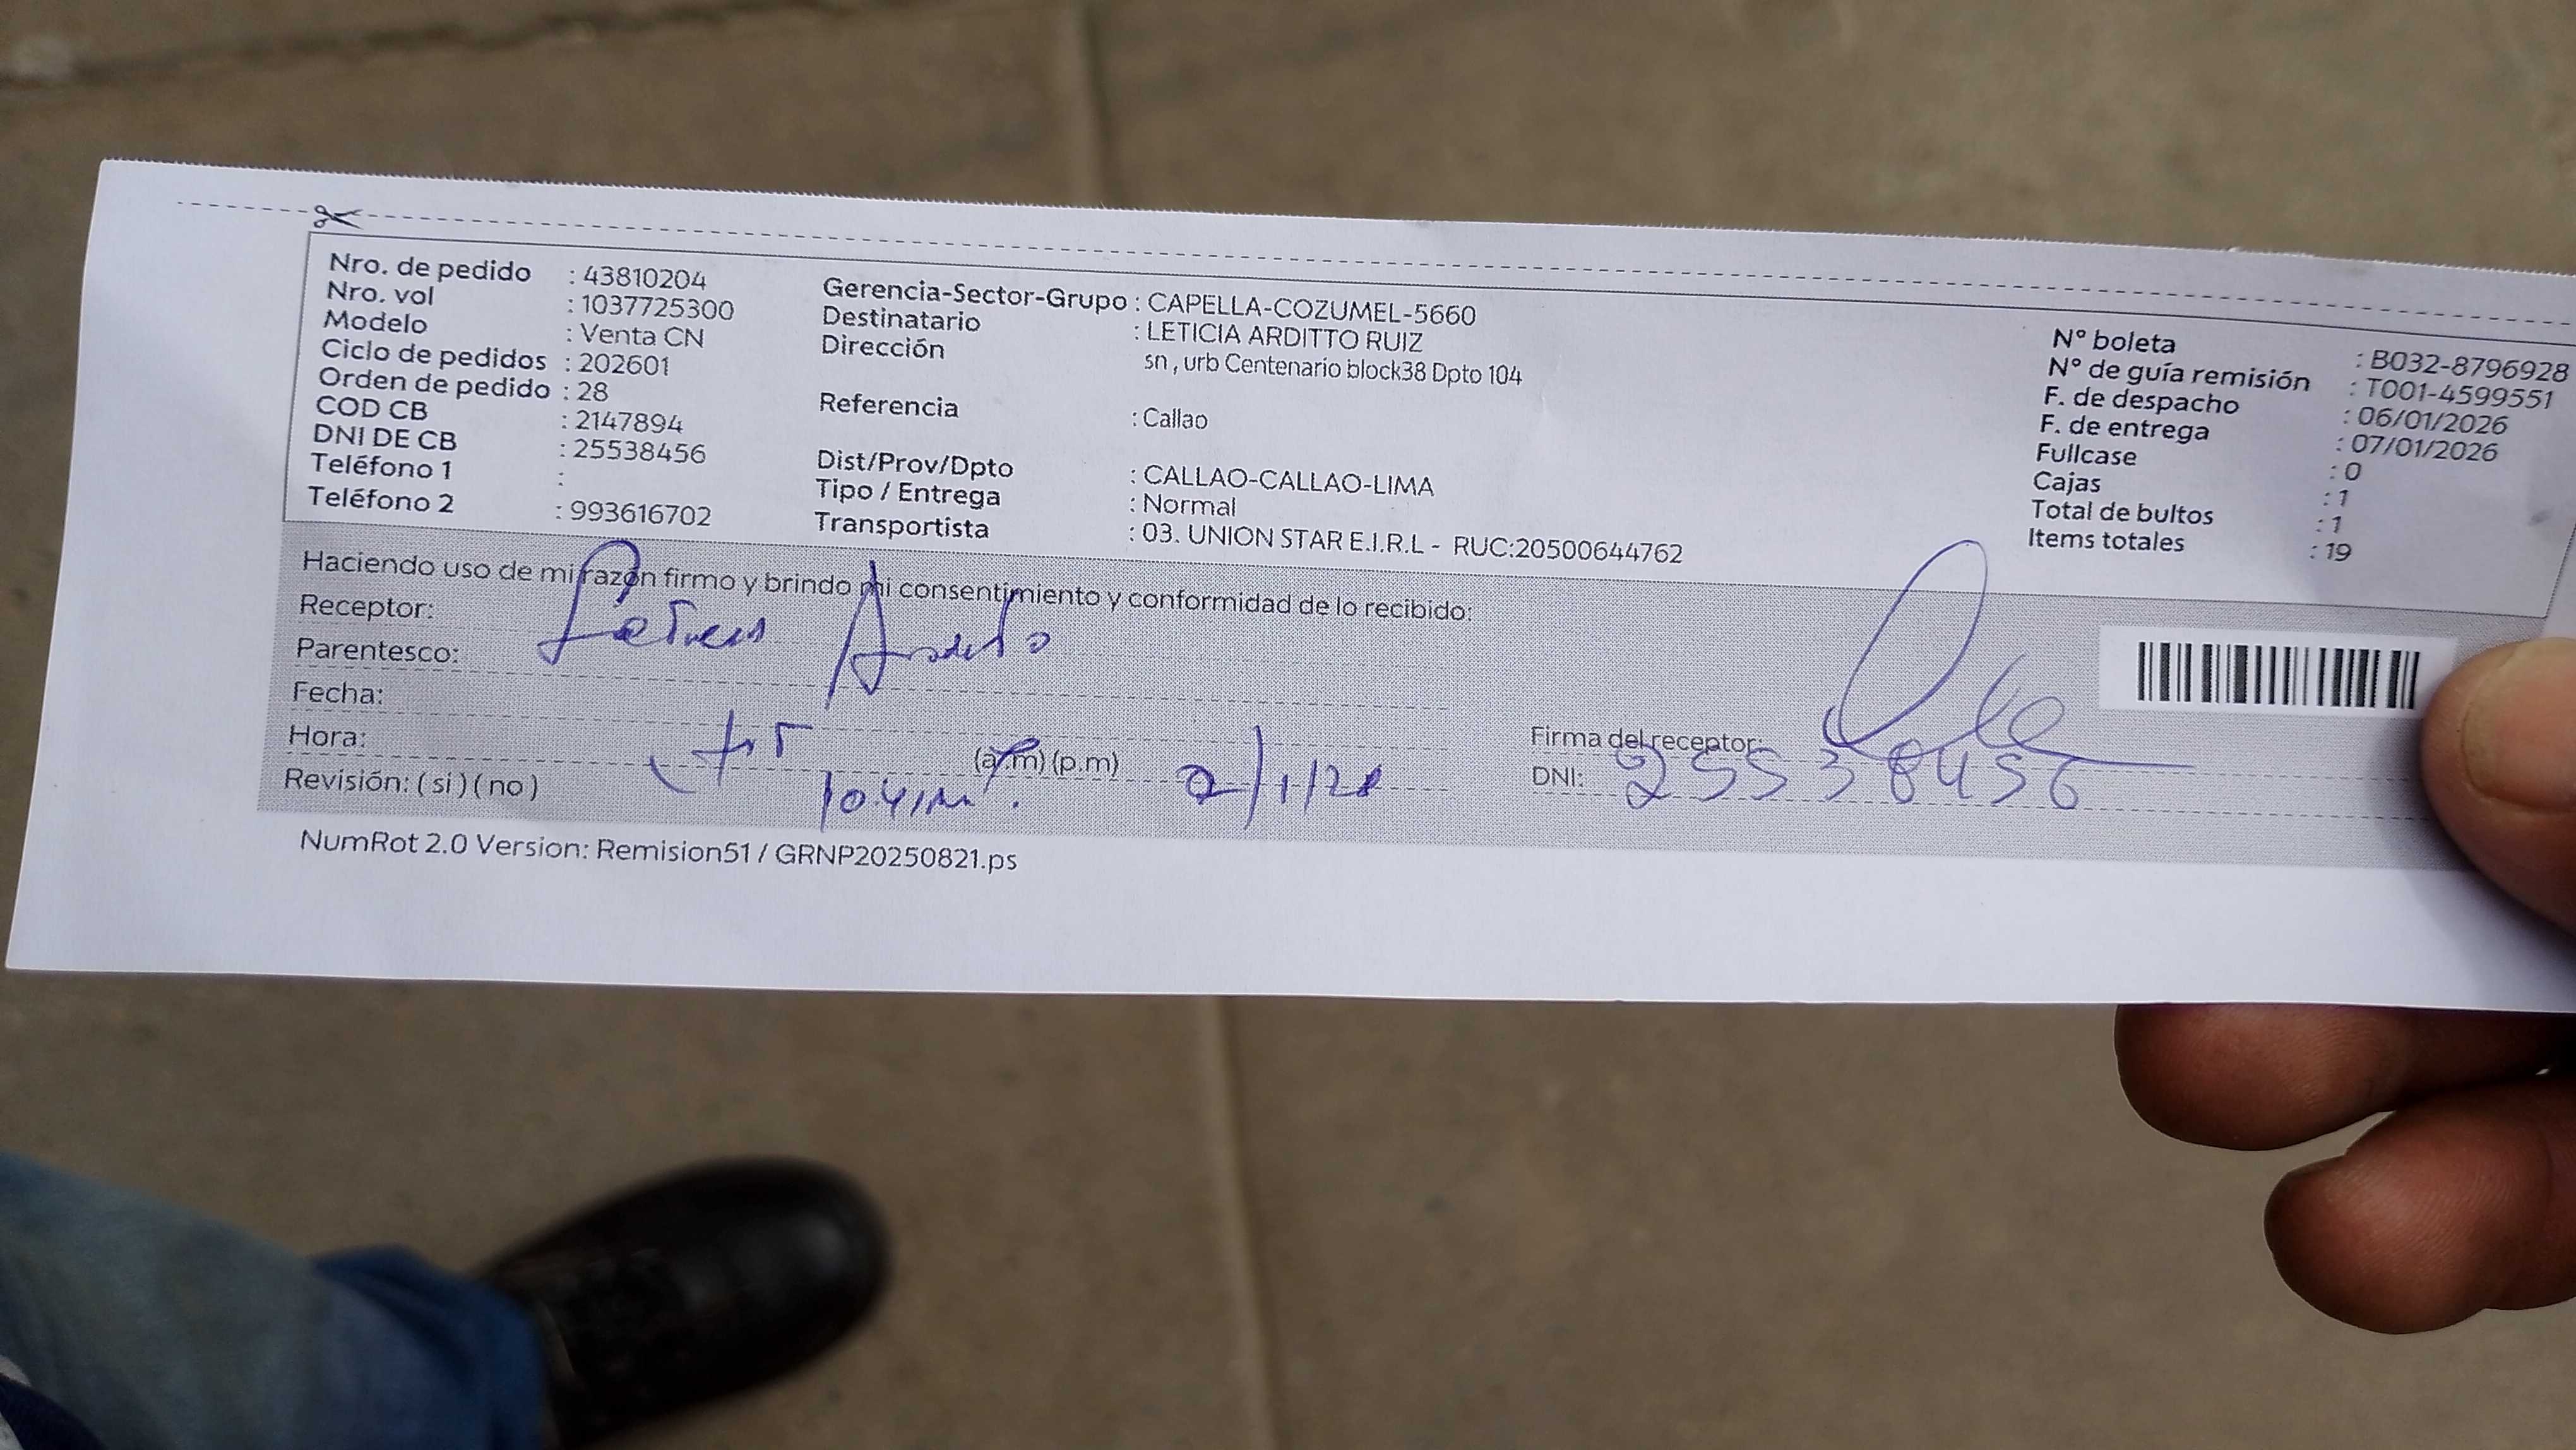 Nro. de pedido : 43810204
Nro. vol : 1037725300
Modelo : Venta CN
Ciclo de pedidos : 202601
Orden de pedido : 28
COD CB : 2147894
DNI DE CB : 25538456
Teléfono 1 :
Teléfono 2 : 993616702
Gerencia-Sector-Grupo : CAPELLA-COZUMEL-5660
Destinatario : LETICIA ARDITTO RUIZ
Dirección sn , urb Centenario block38 Dpto 104
Referencia : Callao
Dist/Prov/Dpto : CALLAO-CALLAO-LIMA
Tipo / Entrega : Normal
Transportista : 03. UNION STAR E.I.R.L - RUC:20500644762
N° boleta : B032-8796928
N° de guía remisión : T001-4599551
F. de despacho : 06/01/2026
F. de entrega : 07/01/2026
Fullcase : 0
Cajas : 1
Total de bultos : 1
Items totales : 19
Haciendo uso de mi razón firmo y brindo mi consentimiento y conformidad de lo recibido:
Receptor:
Parentesco:
Fecha:
Hora: (a.m) (p.m)
Revisión: ( si ) ( no )
Firma del receptor:
DNI: 25538456
NumRot 2.0 Version: Remision51 / GRNP20250821.ps